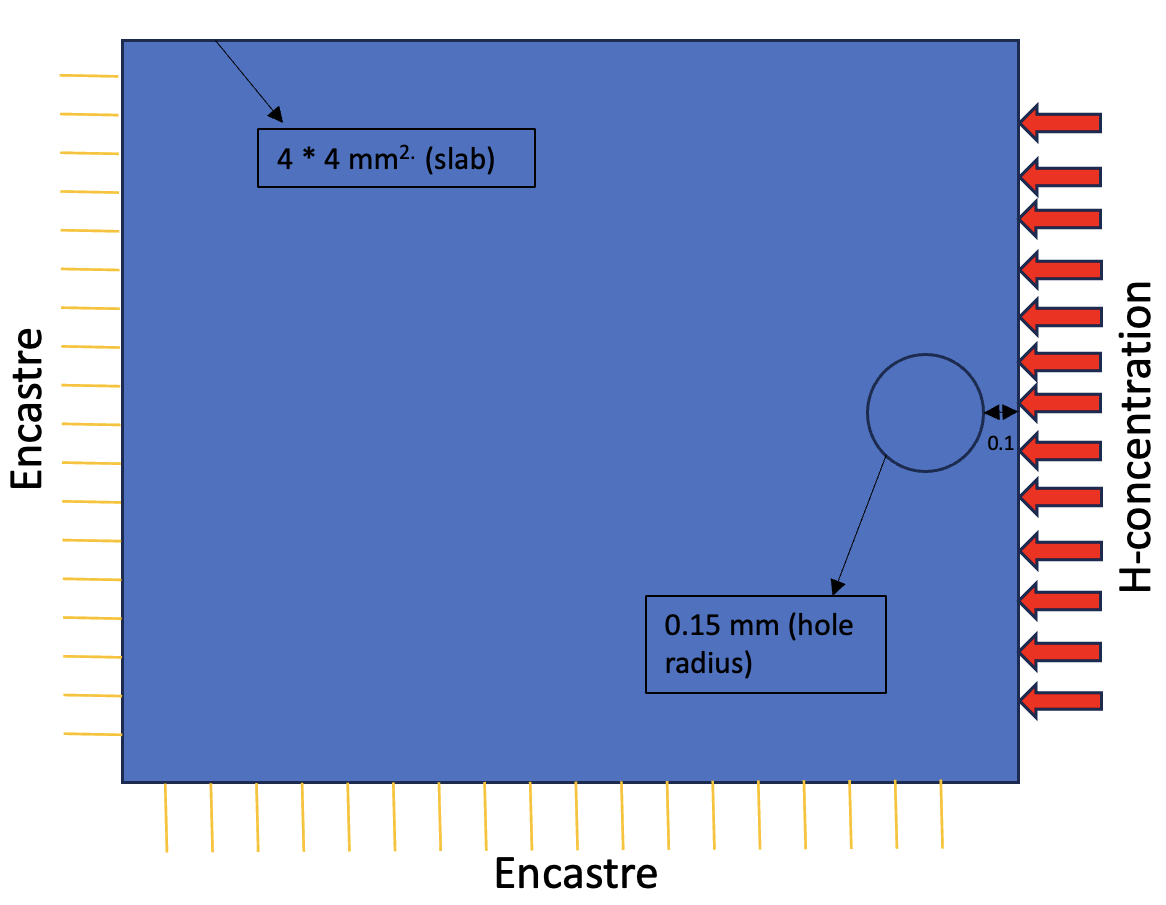 4 * 4 mm². (slab)
Encastre
0.1
H-concentration
0.15 mm (hole
radius)
Encastre